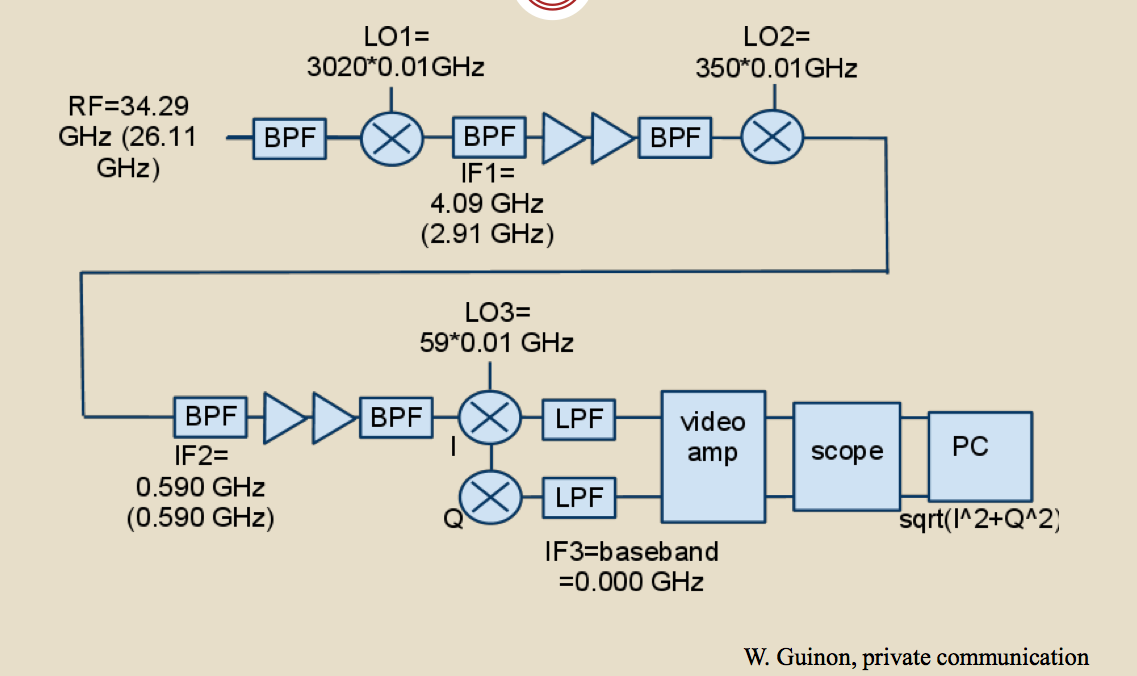 LO1=
3020*0.01GHz
LO2=
350*0.01GHz
RF=34.29
GHz (26.11
GHz)
BPF
BPF
BPF
IF1=
4.09 GHz
(2.91 GHz)
LO3=
59*0.01 GHz
BPF
BPF
I
LPF
video
amp
scope
PC
IF2=
0.590 GHz
(0.590 GHz)
Q
LPF
sqrt(I^2+Q^2)
IF3=baseband
=0.000 GHz
W. Guinon, private communication